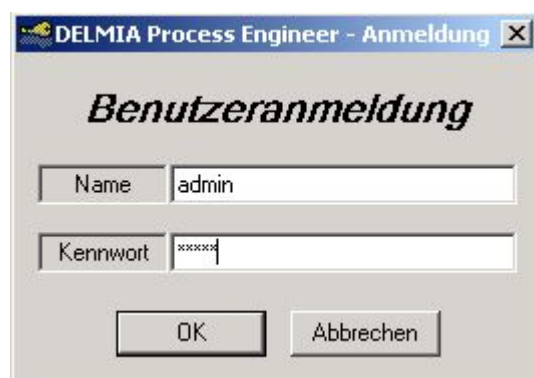 DELMIA Process Engineer - Anmeldung
Benutzeranmeldung
Name admin
Kennwort *****
OK Abbrechen